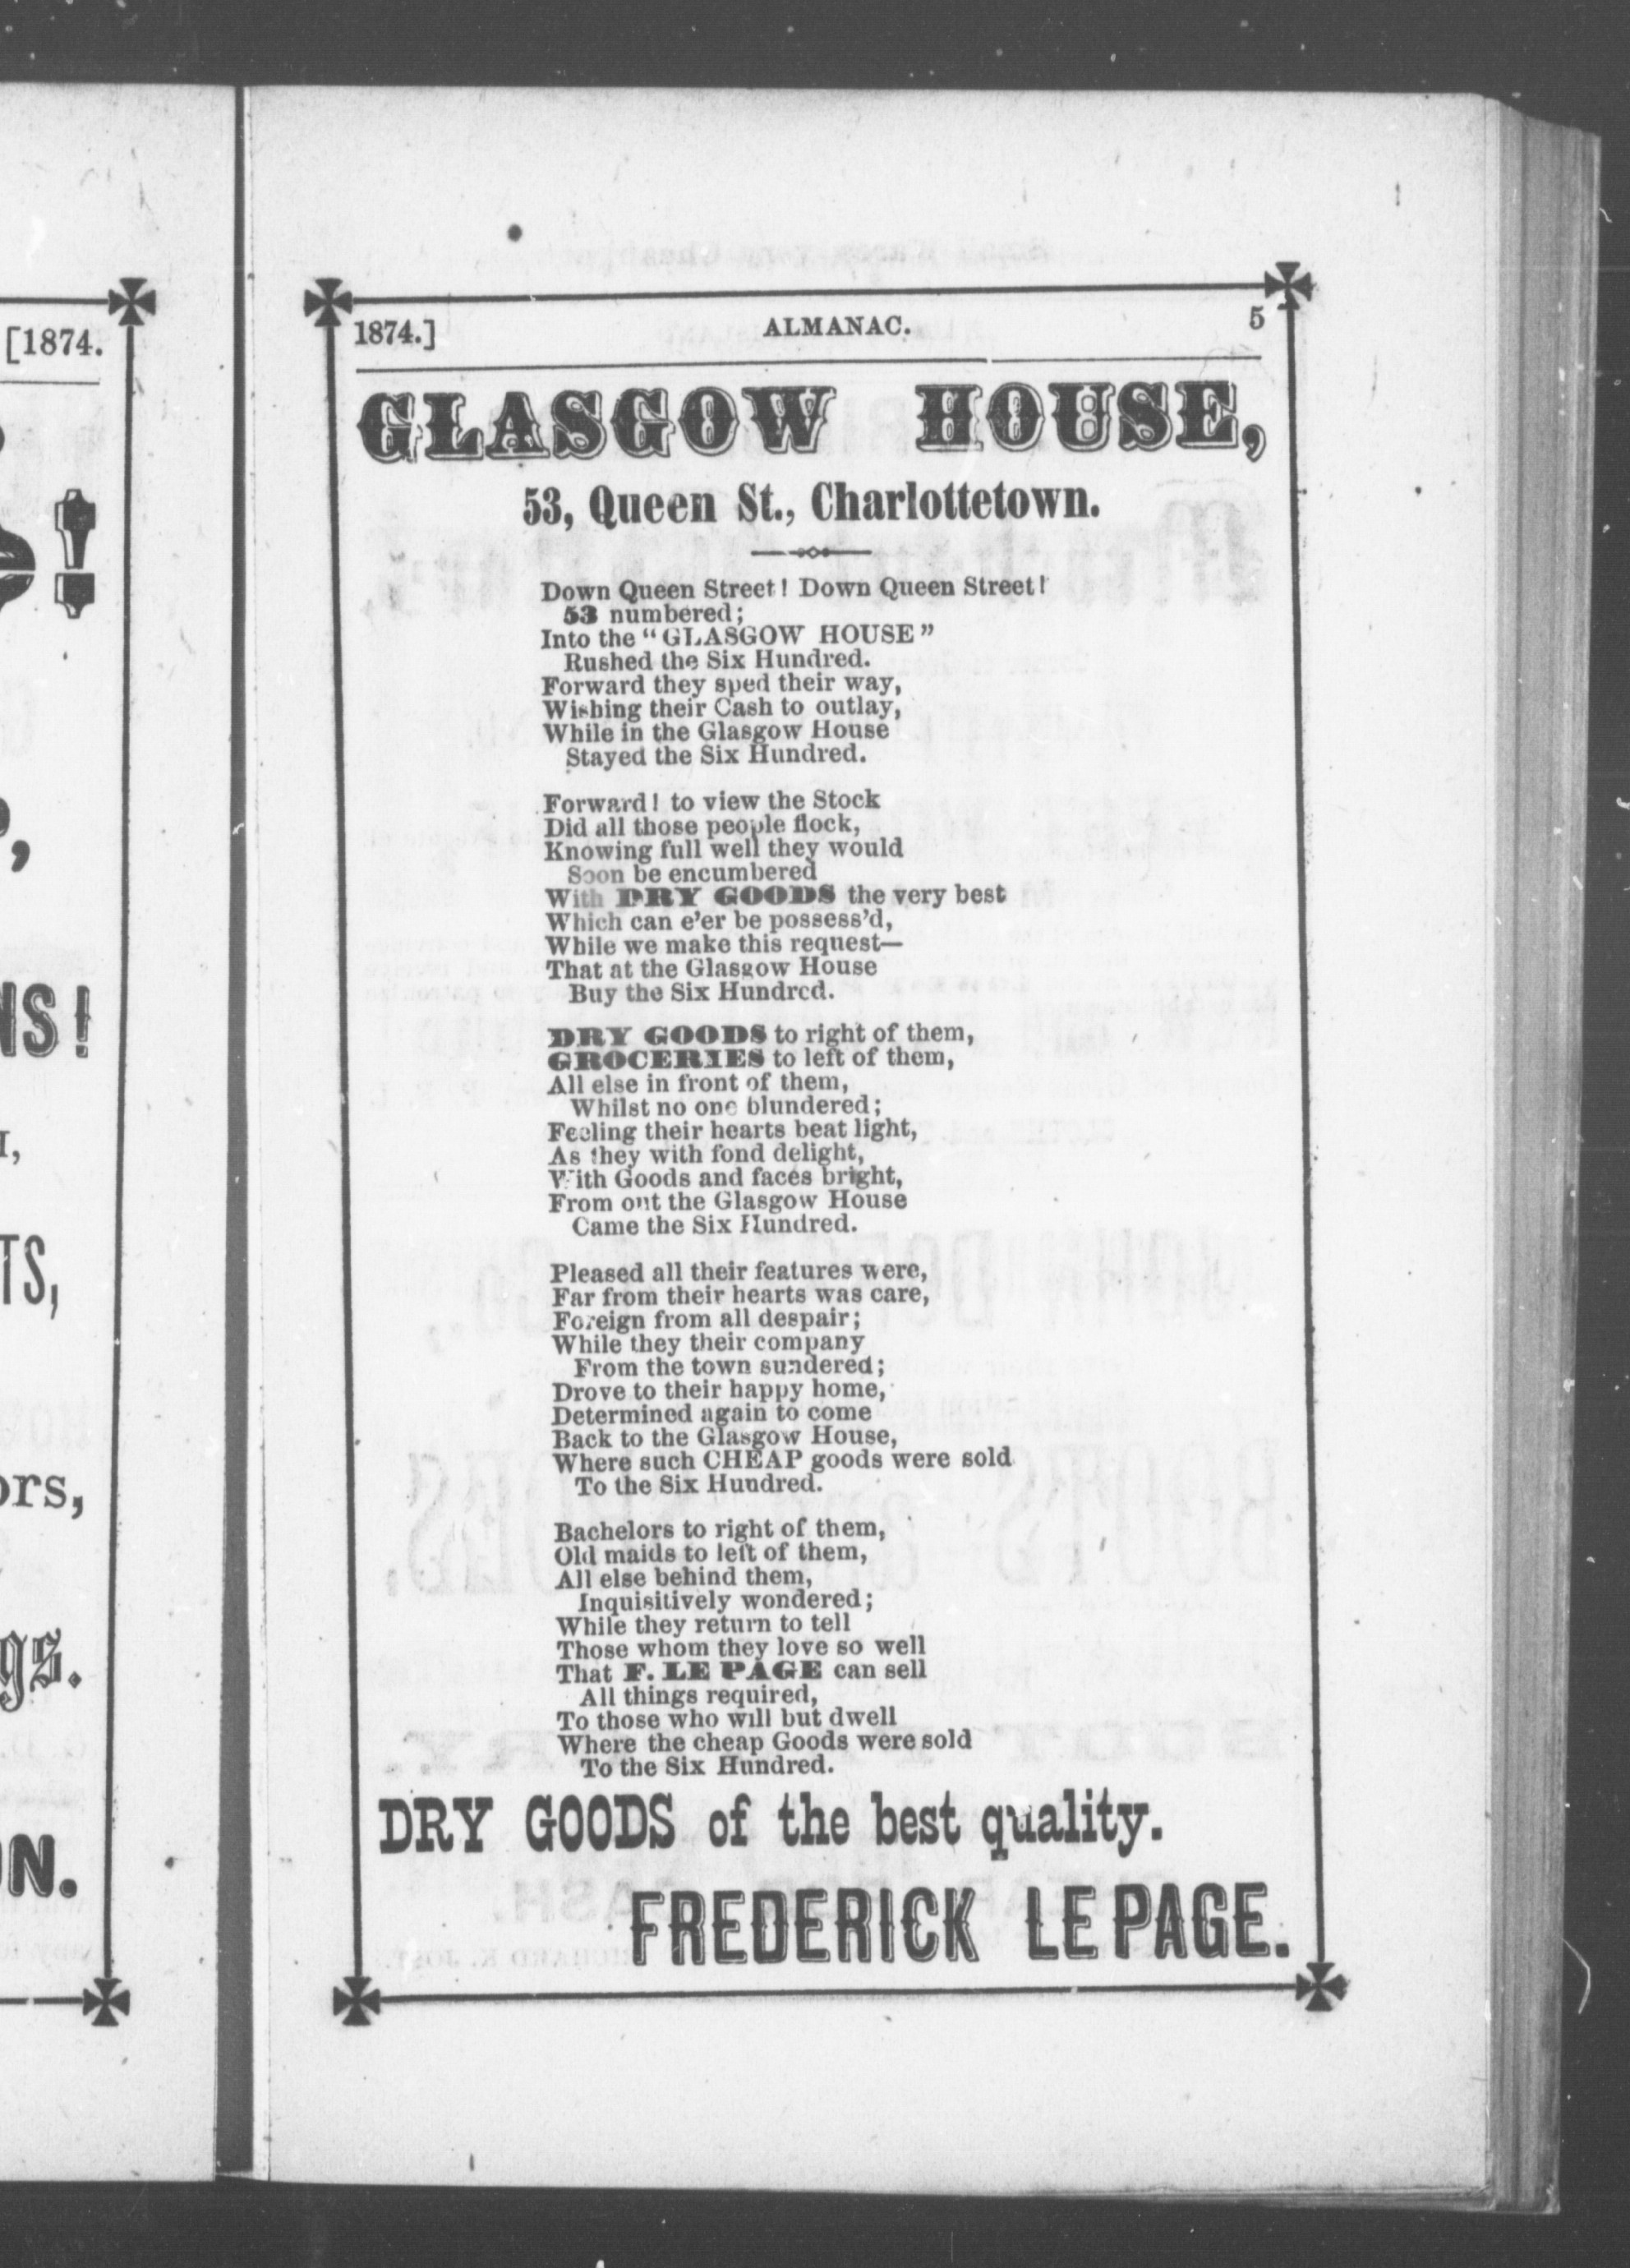 [1874.
!
,
NS!
TS,
ors,
gs.
ON.
1874.] ALMANAC. 5
GLASGOW HOUSE,
53, Queen St., Charlottetown.
Down Queen Street! Down Queen Street!
53 numbered;
Into the "GLASGOW HOUSE"
Rushed the Six Hundred.
Forward they sped their way,
Wishing their Cash to outlay,
While in the Glasgow House
Stayed the Six Hundred.
Forward! to view the Stock
Did all those people flock,
Knowing full well they would
Soon be encumbered
With DRY GOODS the very best
Which can e'er be possess'd,
While we make this request—
That at the Glasgow House
Buy the Six Hundred.
DRY GOODS to right of them,
GROCERIES to left of them,
All else in front of them,
Whilst no one blundered;
Feeling their hearts beat light,
As they with fond delight,
With Goods and faces bright,
From out the Glasgow House
Came the Six Hundred.
Pleased all their features were,
Far from their hearts was care,
Foreign from all despair;
While they their company
From the town sundered;
Drove to their happy home,
Determined again to come
Back to the Glasgow House,
Where such CHEAP goods were sold
To the Six Hundred.
Bachelors to right of them,
Old maids to left of them,
All else behind them,
Inquisitively wondered;
While they return to tell
Those whom they love so well
That F. LE PAGE can sell
All things required,
To those who will but dwell
Where the cheap Goods were sold
To the Six Hundred.
DRY GOODS of the best quality.
FREDERICK LE PAGE.